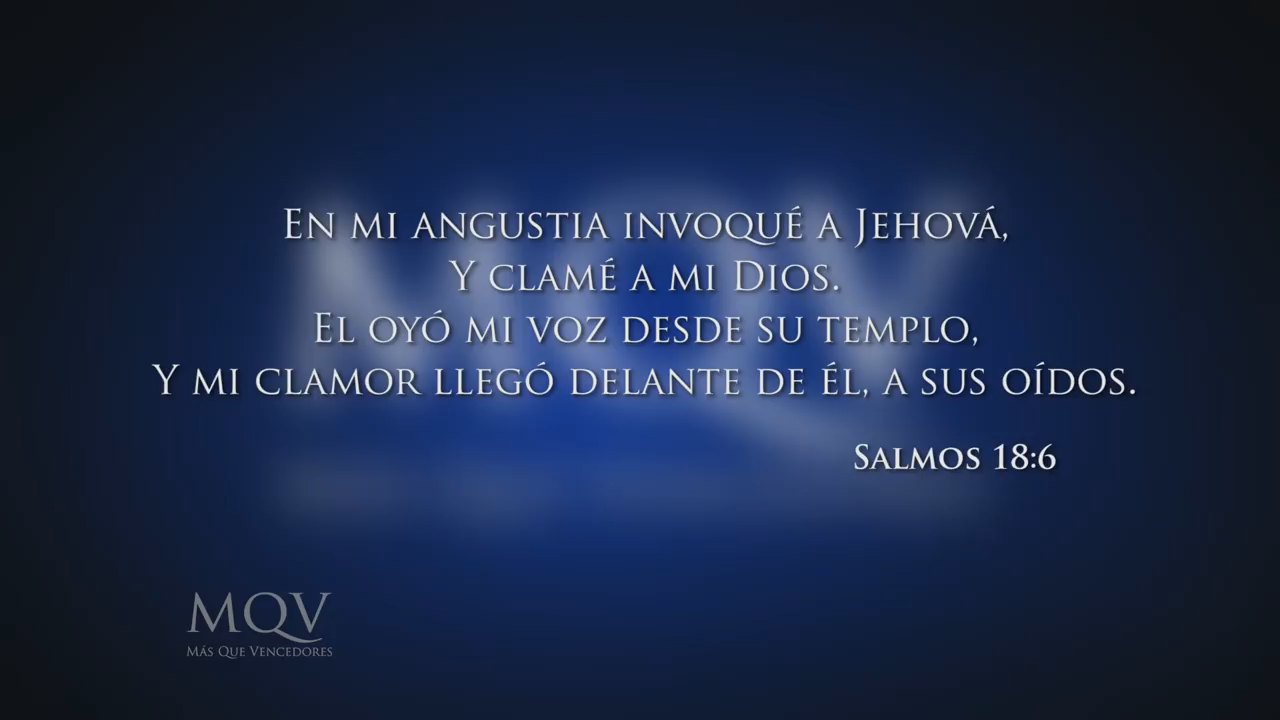 En mi angustia invoqué a Jehová,
Y clamé a mi Dios.
El oyó mi voz desde su templo,
Y mi clamor llegó delante de él, a sus oídos.
Salmos 18:6
MQV
Más Que Vencedores